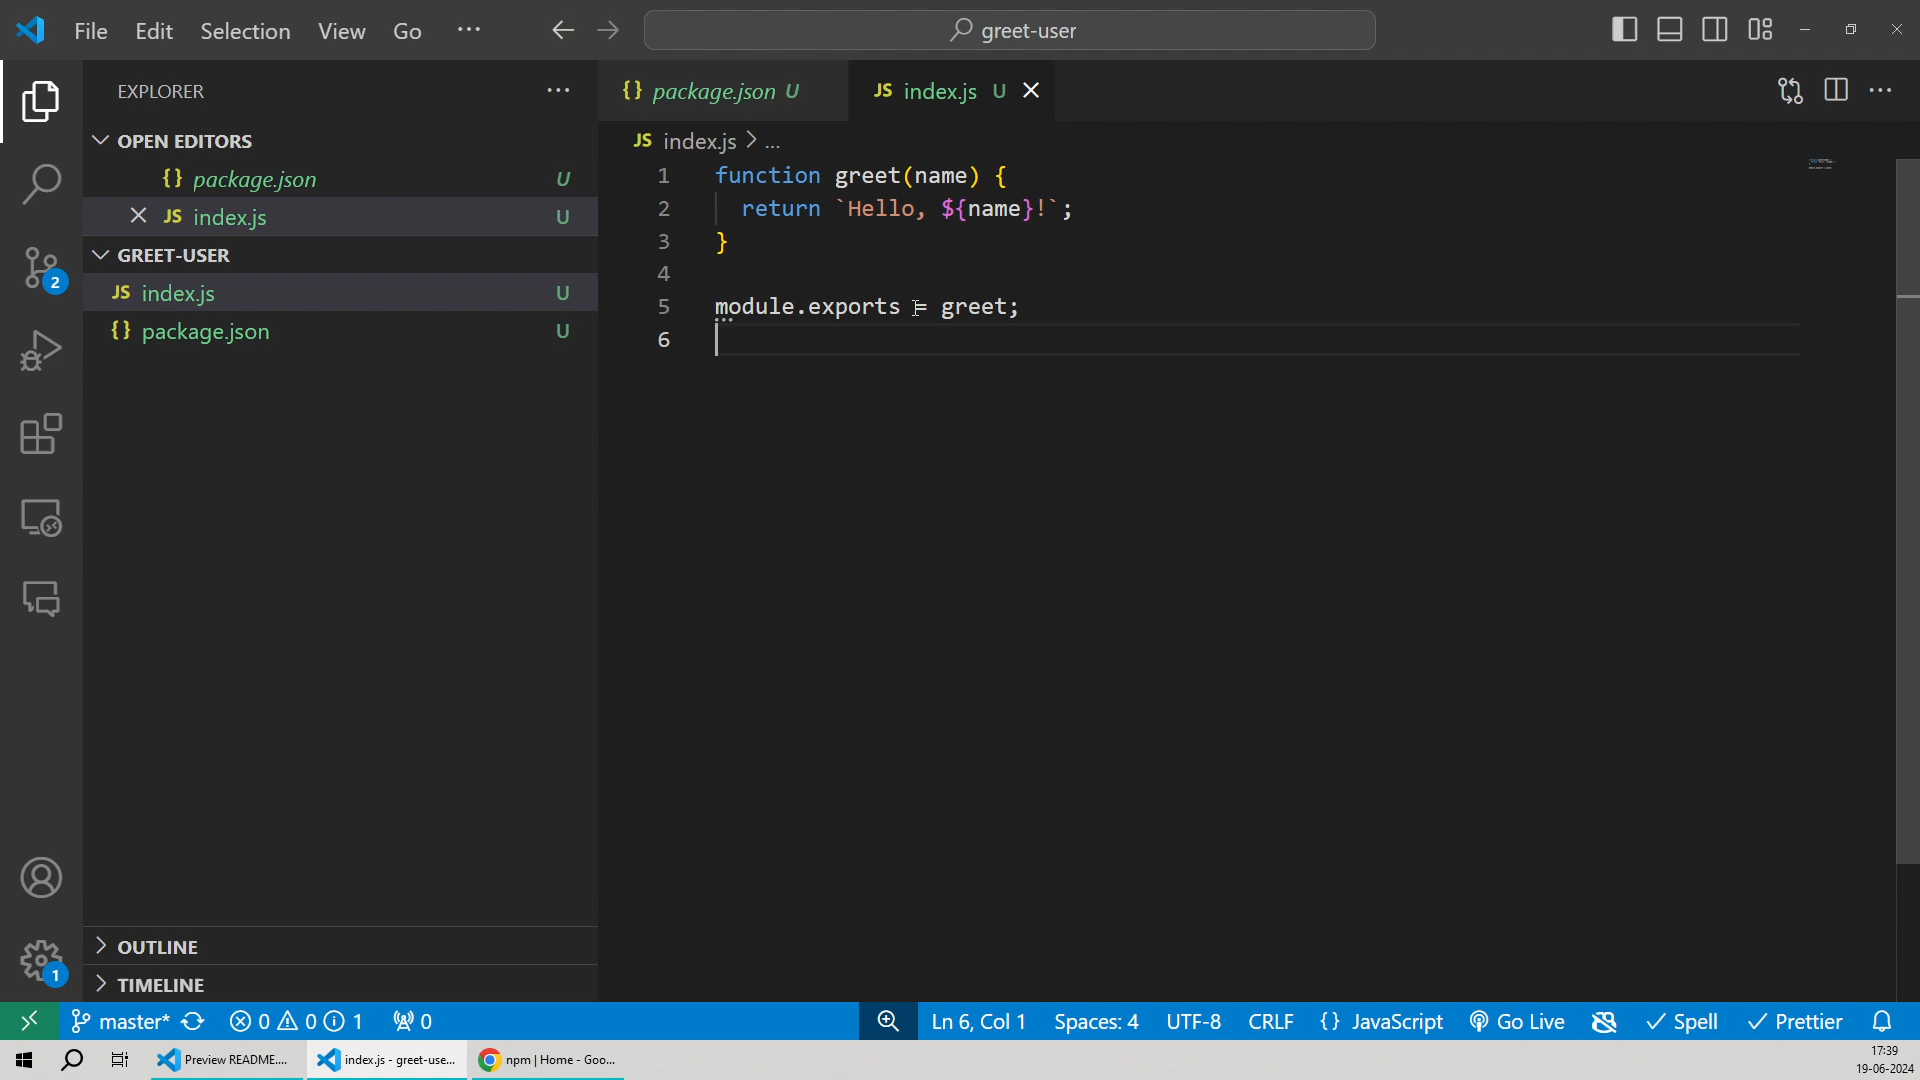 File Edit Selection View Go ··· greet-user
EXPLORER ···
{} package.json U
JS index.js U
OPEN EDITORS
{} package.json U
JS index.js U
GREET-USER
JS index.js U
{} package.json U
OUTLINE
TIMELINE
2
1
JS index.js > ...
1 function greet(name) {
2 return `Hello, ${name}!`;
3 }
4
5 module.exports = greet;
6
master* 0 0 1 0 Ln 6, Col 1 Spaces: 4 UTF-8 CRLF {} JavaScript Go Live Spell Prettier
Preview README.... index.js - greet-use... npm | Home - Goo...
17:39
19-06-2024